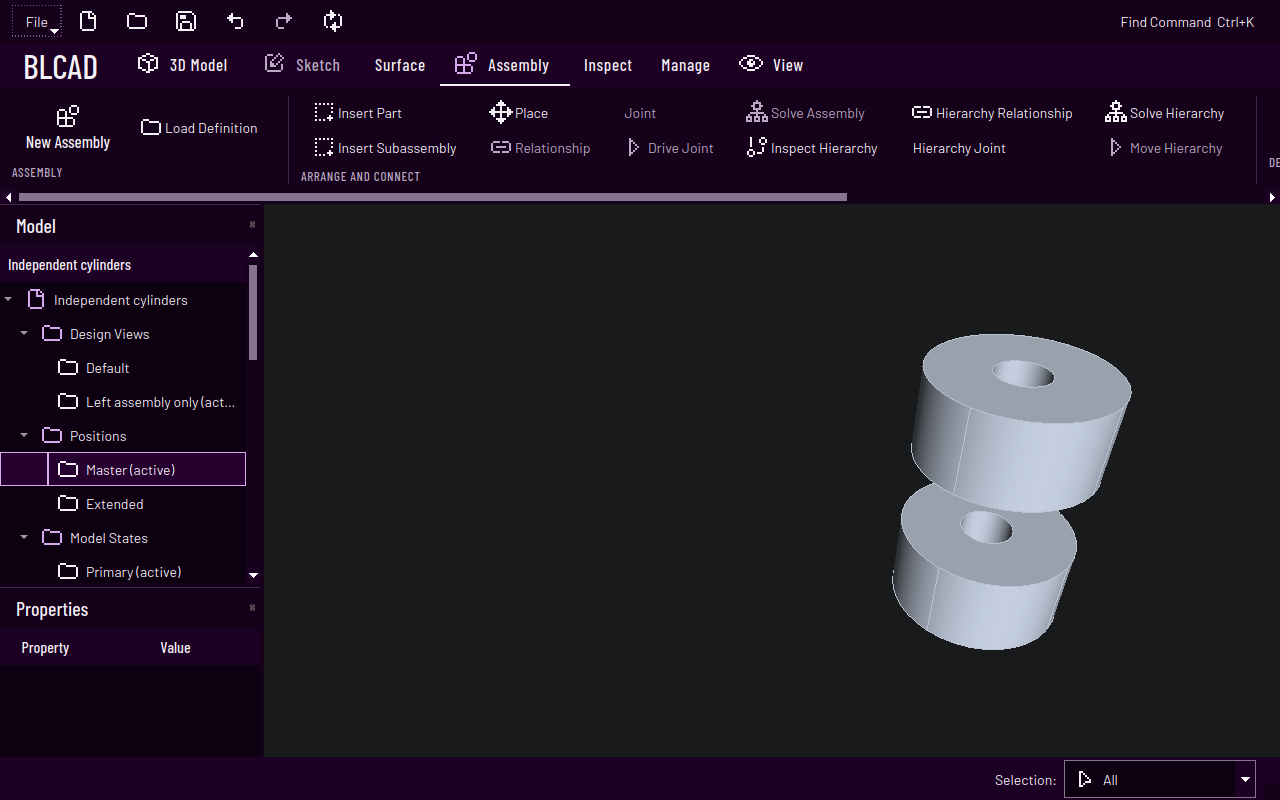 File
Find Command Ctrl+K
BLCAD
3D Model
Sketch
Surface
Assembly
Inspect
Manage
View
New Assembly
Load Definition
ASSEMBLY
Insert Part
Place
Joint
Solve Assembly
Hierarchy Relationship
Solve Hierarchy
Insert Subassembly
Relationship
Drive Joint
Inspect Hierarchy
Hierarchy Joint
Move Hierarchy
ARRANGE AND CONNECT
DE
Model
Independent cylinders
Independent cylinders
Design Views
Default
Left assembly only (act...
Positions
Master (active)
Extended
Model States
Primary (active)
Properties
Property
Value
Selection:
All